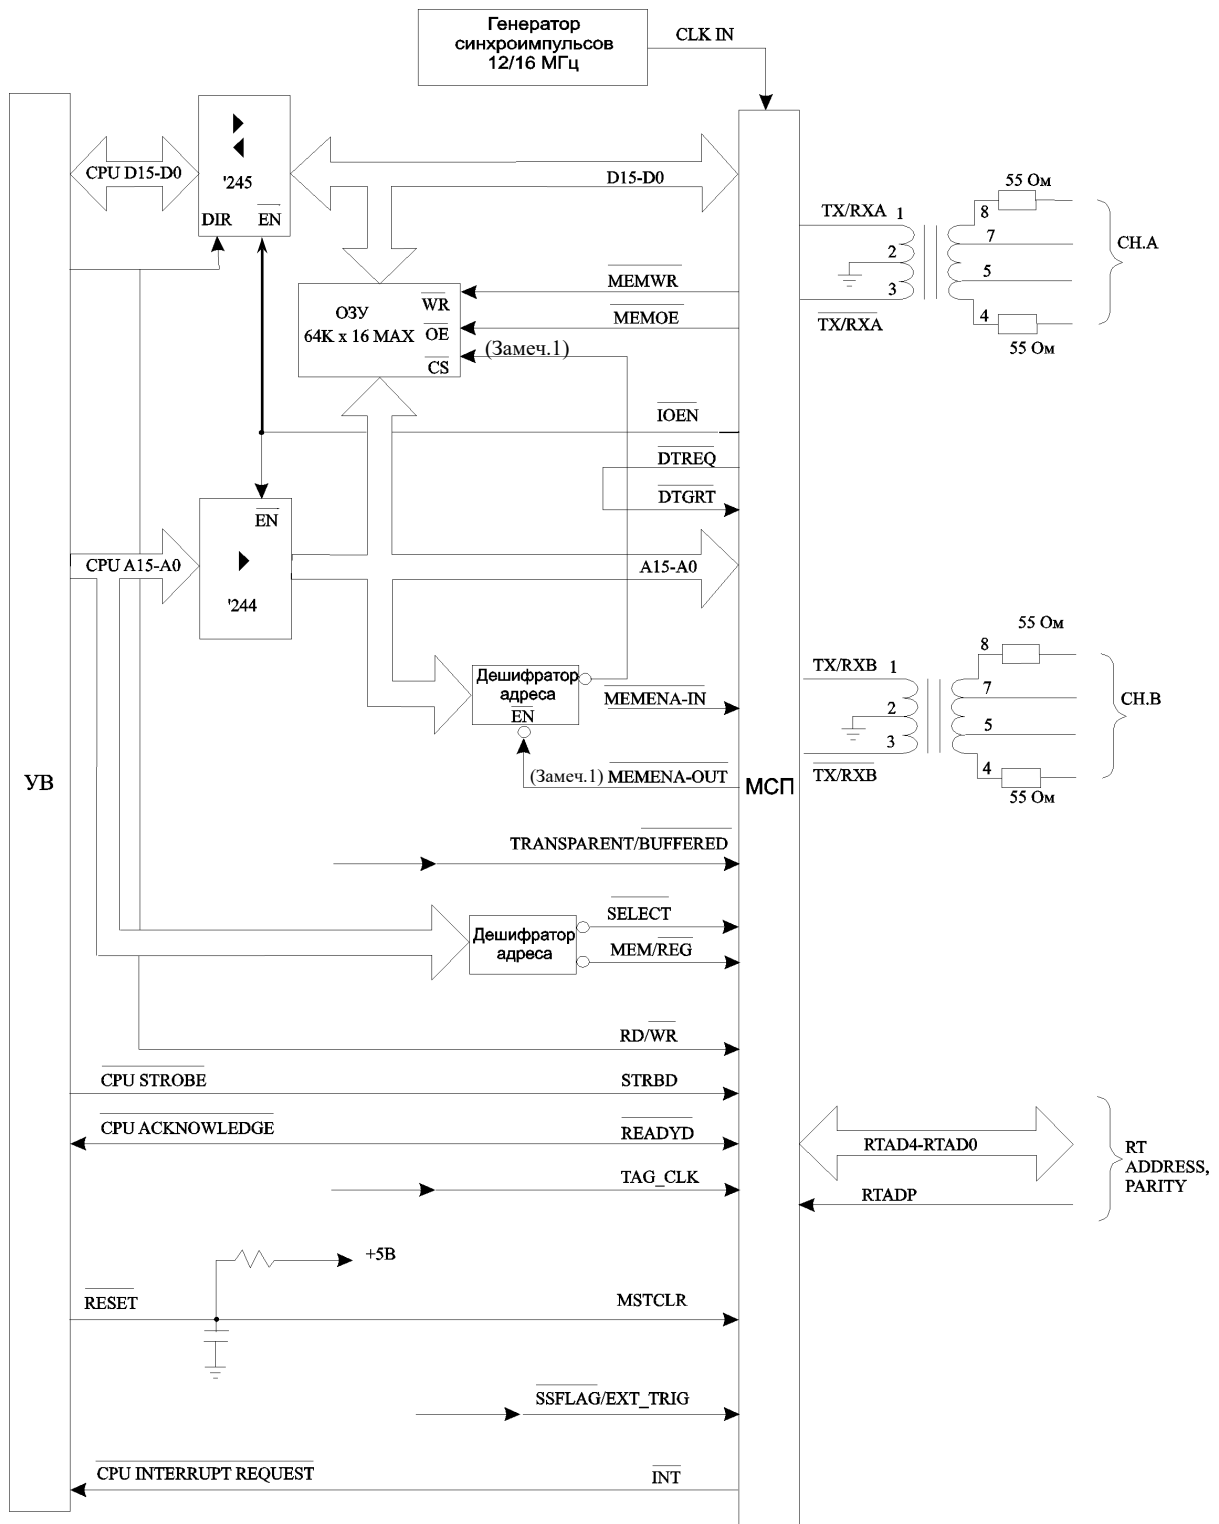 Генератор
синхроимпульсов
12/16 МГц
CLK IN
CPU D15-D0
'245
DIR
EN
D15-D0
55 Ом
TX/RXA
1
2
3
8
7
5
4
CH.A
TX/RXA
55 Ом
ОЗУ
64K x 16 MAX
WR
OE
CS
MEMWR
MEMOE
(Замеч.1)
IOEN
DTREQ
DTGRT
EN
CPU A15-A0
'244
A15-A0
Дешифратор
адреса
EN
MEMENA-IN
(Замеч.1) MEMENA-OUT
55 Ом
TX/RXB
1
2
3
8
7
5
4
CH.B
TX/RXB
55 Ом
УВ
МСП
TRANSPARENT/BUFFERED
Дешифратор
адреса
SELECT
MEM/REG
RD/WR
CPU STROBE
STRBD
CPU ACKNOWLEDGE
READYD
RTAD4-RTAD0
RT
ADDRESS,
PARITY
TAG_CLK
RTADP
+5В
RESET
MSTCLR
SSFLAG/EXT_TRIG
CPU INTERRUPT REQUEST
INT